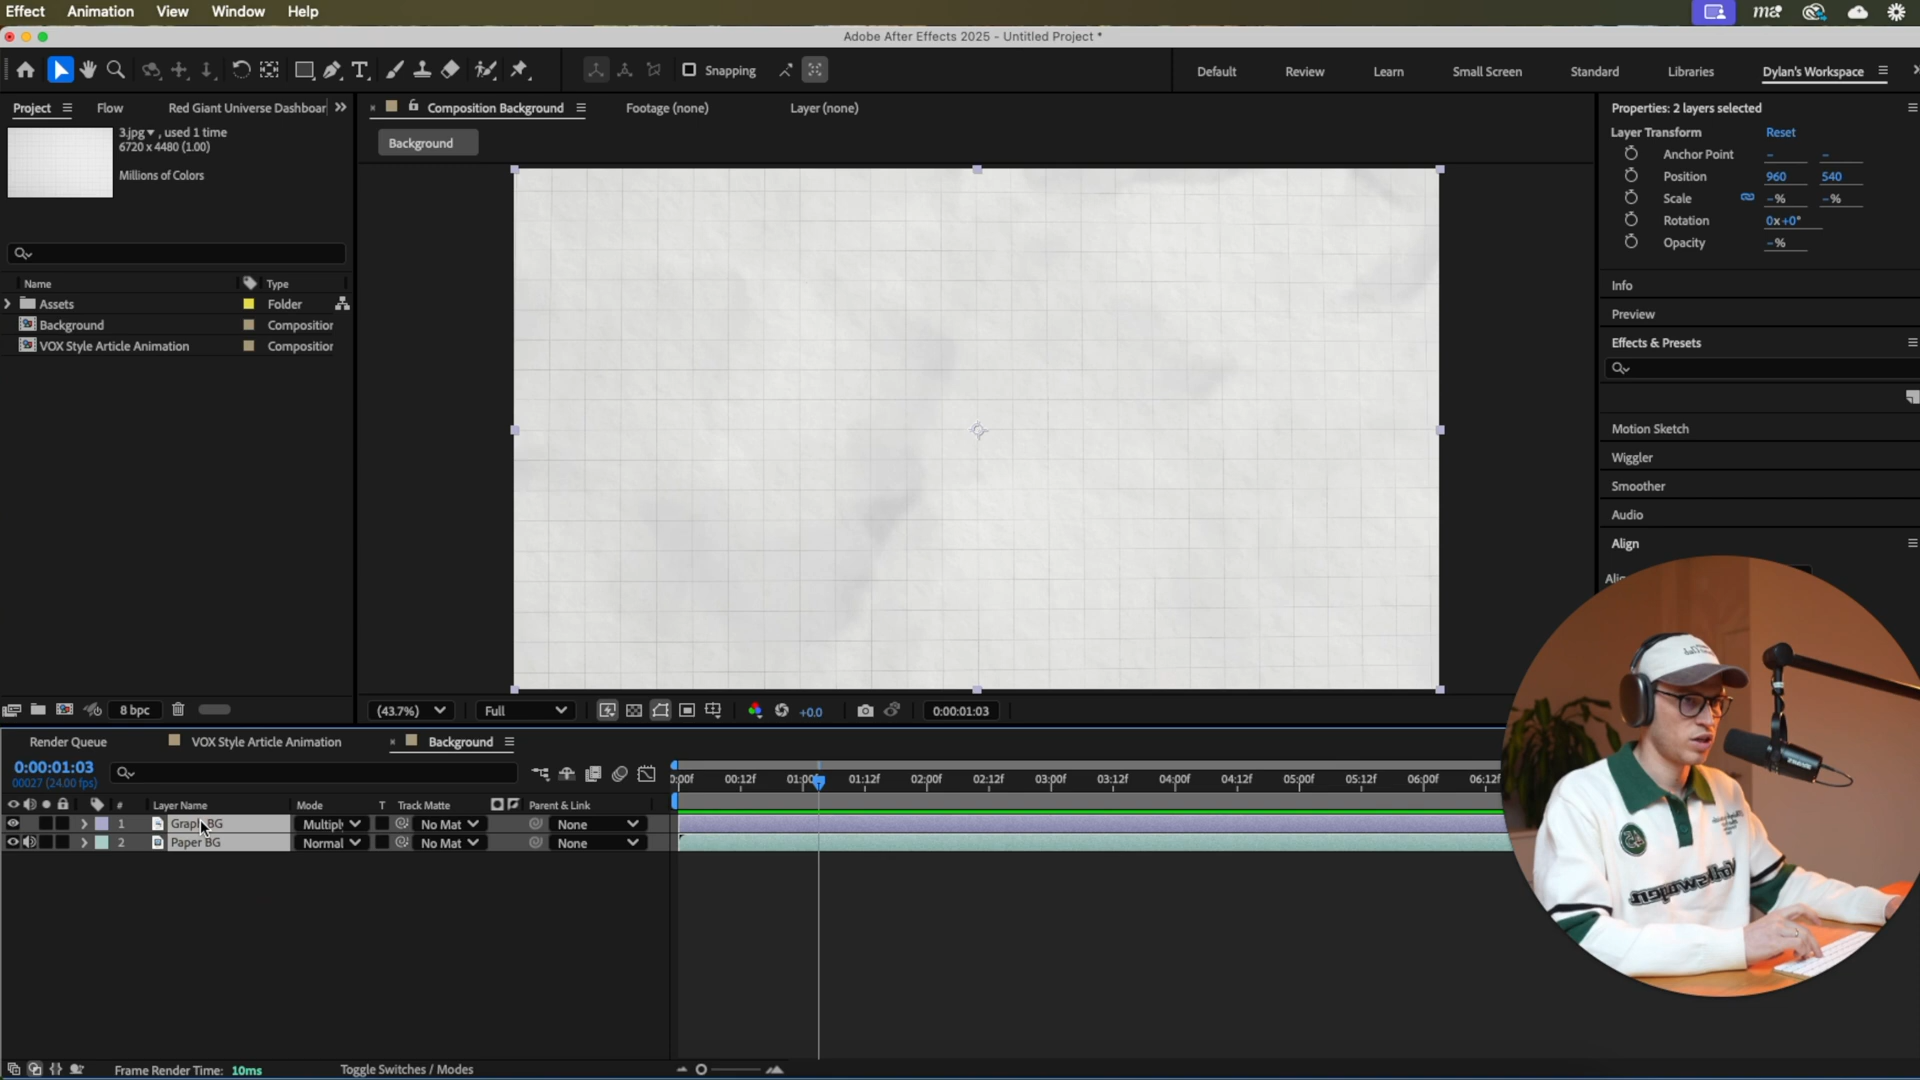 Effect Animation View Window Help
Adobe After Effects 2025 - Untitled Project *
Snapping
Default Review Learn Small Screen Standard Libraries Dylan's Workspace
Project Flow Red Giant Universe Dashboar
Composition Background Footage (none) Layer (none)
Background
3.jpg , used 1 time
6720 x 4480 (1.00)
Millions of Colors
Name Type
Assets Folder
Background Composition
VOX Style Article Animation Composition
Properties: 2 layers selected
Layer Transform Reset
Anchor Point - -
Position 960 540
Scale -% -%
Rotation 0x+0°
Opacity -%
Info
Preview
Effects & Presets
Motion Sketch
Wiggler
Smoother
Audio
Align
8 bpc
(43.7%) Full +0.0 0:00:01:03
Render Queue VOX Style Article Animation Background
0:00:01:03
00027 (24.00 fps)
0:00f 00:12f 01:00f 01:12f 02:00f 02:12f 03:00f 03:12f 04:00f 04:12f 05:00f 05:12f 06:00f 06:12f
# Layer Name Mode T Track Matte Parent & Link
1 Graph BG Multipl No Mat None
2 Paper BG Normal No Mat None
Frame Render Time: 10ms Toggle Switches / Modes